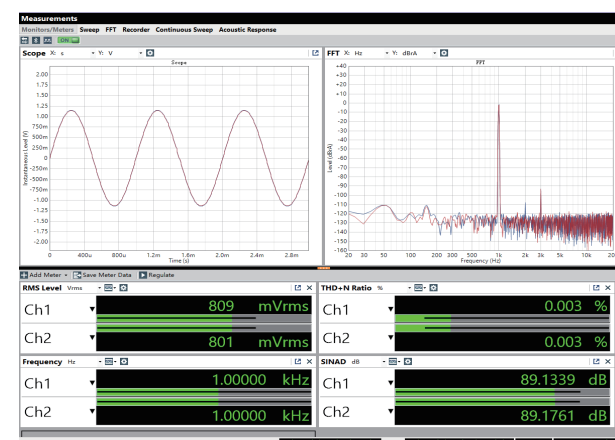 Measurements
Monitors/Meters Sweep FFT Recorder Continuous Sweep Acoustic Response
ON
Scope X: s Y: V
Scope
2.00
1.75
1.50
1.25
1.00
750m
500m
250m
0
-250m
-500m
-750m
-1.00
-1.25
-1.50
-1.75
-2.00
Instantaneous Level (V)
0 400u 800u 1.2m 1.6m 2.0m 2.4m 2.8m
Time (s)
FFT X: Hz Y: dBrA
FFT
+40
+30
+20
+10
0
-10
-20
-30
-40
-50
-60
-70
-80
-90
-100
-110
-120
-130
-140
-150
-160
Level (dBrA)
20 30 50 100 200 300 500 1k 2k 3k 5k 10k 20
Frequency (Hz)
Add Meter Save Meter Data Regulate
RMS Level Vrms
Ch1 809 mVrms
Ch2 801 mVrms
THD+N Ratio %
Ch1 0.003 %
Ch2 0.003 %
Frequency Hz
Ch1 1.00000 kHz
Ch2 1.00000 kHz
SINAD dB
Ch1 89.1339 dB
Ch2 89.1761 dB